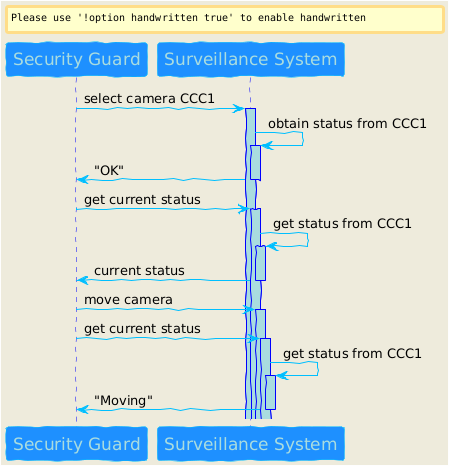 Please use '!option handwritten true' to enable handwritten
Security Guard
Surveillance System
select camera CCC1
obtain status from CCC1
"OK"
get current status
get status from CCC1
current status
move camera
get current status
get status from CCC1
"Moving"
Security Guard
Surveillance System